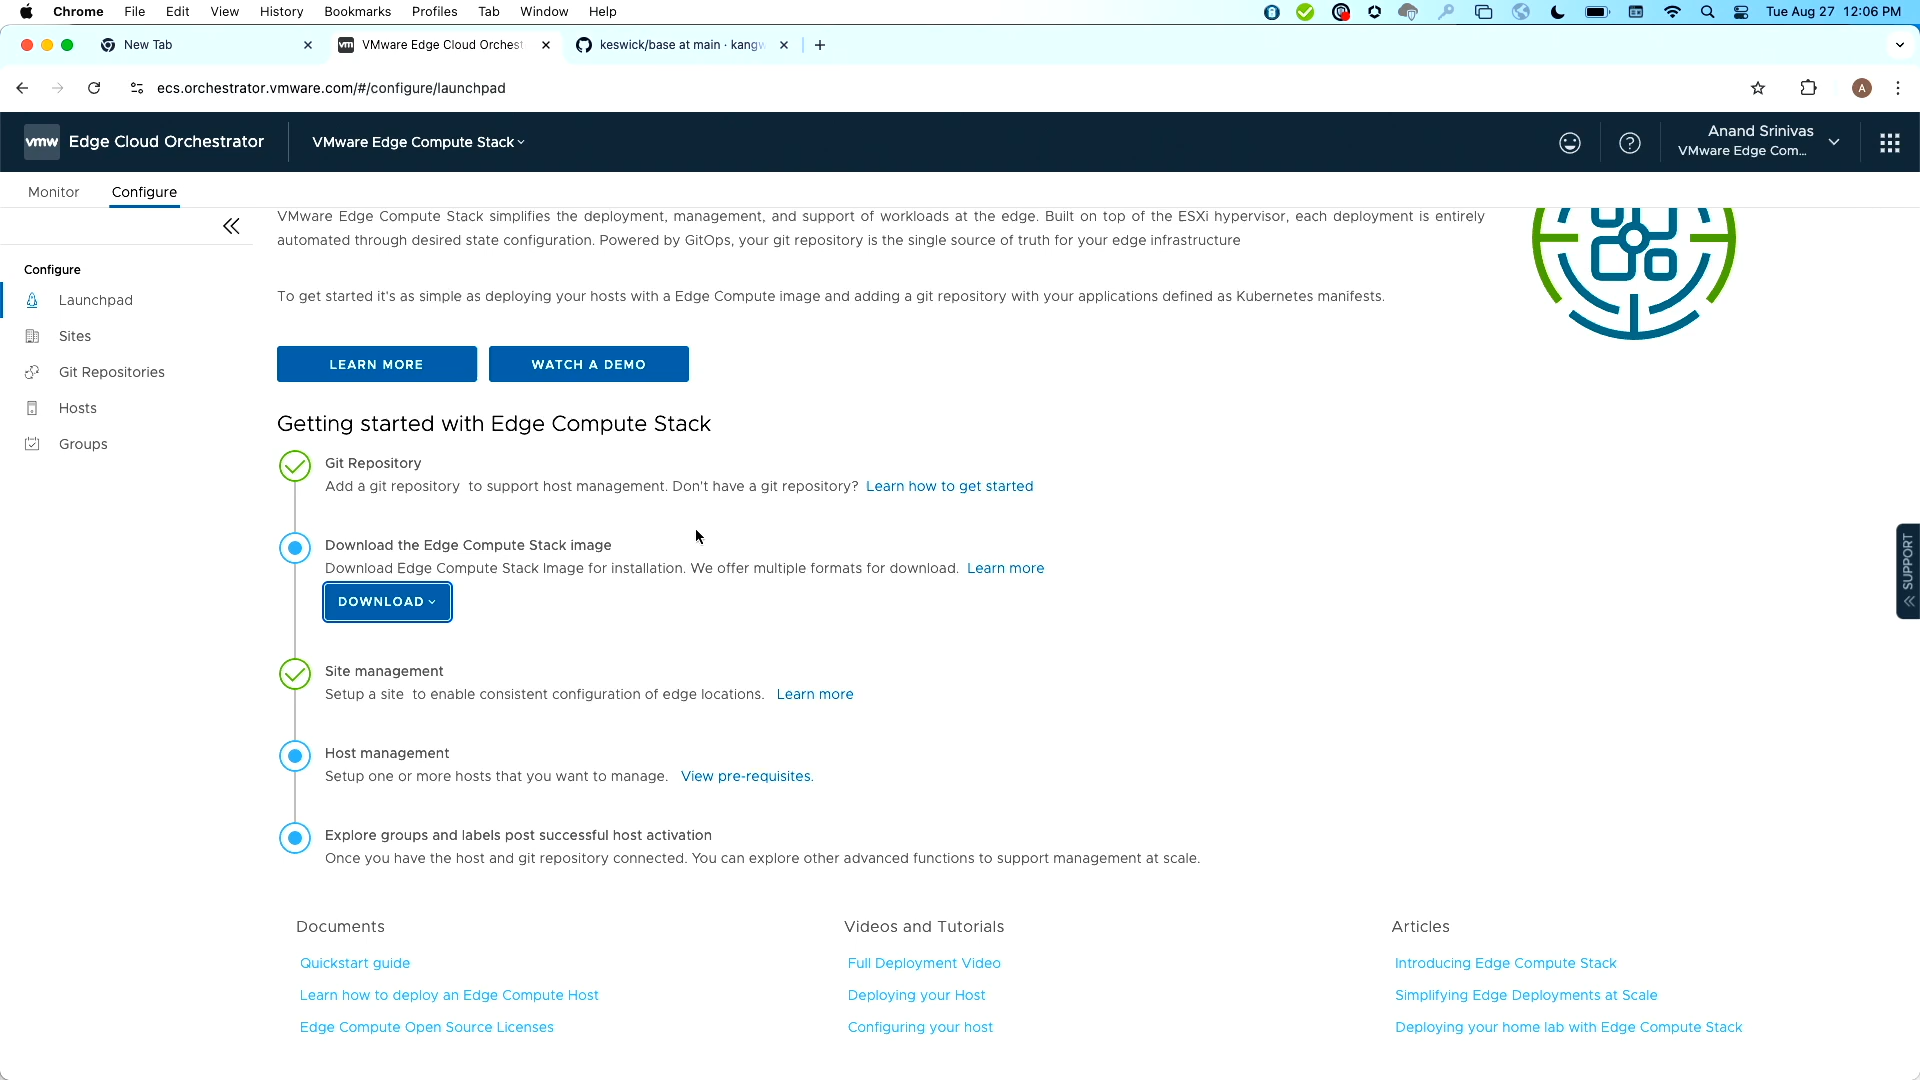 Chrome File Edit View History Bookmarks Profiles Tab Window Help Tue Aug 27 12:06 PM
New Tab VMware Edge Cloud Orchest keswick/base at main · kangw
ecs.orchestrator.vmware.com/#/configure/launchpad A
vmw Edge Cloud Orchestrator VMware Edge Compute Stack Anand Srinivas
VMware Edge Com...
Monitor Configure
VMware Edge Compute Stack simplifies the deployment, management, and support of workloads at the edge. Built on top of the ESXi hypervisor, each deployment is entirely
automated through desired state configuration. Powered by GitOps, your git repository is the single source of truth for your edge infrastructure
Configure
Launchpad
Sites
Git Repositories
Hosts
Groups
To get started it's as simple as deploying your hosts with a Edge Compute image and adding a git repository with your applications defined as Kubernetes manifests.
LEARN MORE WATCH A DEMO
Getting started with Edge Compute Stack
Git Repository
Add a git repository to support host management. Don't have a git repository? Learn how to get started
Download the Edge Compute Stack image
Download Edge Compute Stack Image for installation. We offer multiple formats for download. Learn more
DOWNLOAD
SUPPORT
Site management
Setup a site to enable consistent configuration of edge locations. Learn more
Host management
Setup one or more hosts that you want to manage. View pre-requisites.
Explore groups and labels post successful host activation
Once you have the host and git repository connected. You can explore other advanced functions to support management at scale.
Documents
Quickstart guide
Learn how to deploy an Edge Compute Host
Edge Compute Open Source Licenses
Videos and Tutorials
Full Deployment Video
Deploying your Host
Configuring your host
Articles
Introducing Edge Compute Stack
Simplifying Edge Deployments at Scale
Deploying your home lab with Edge Compute Stack